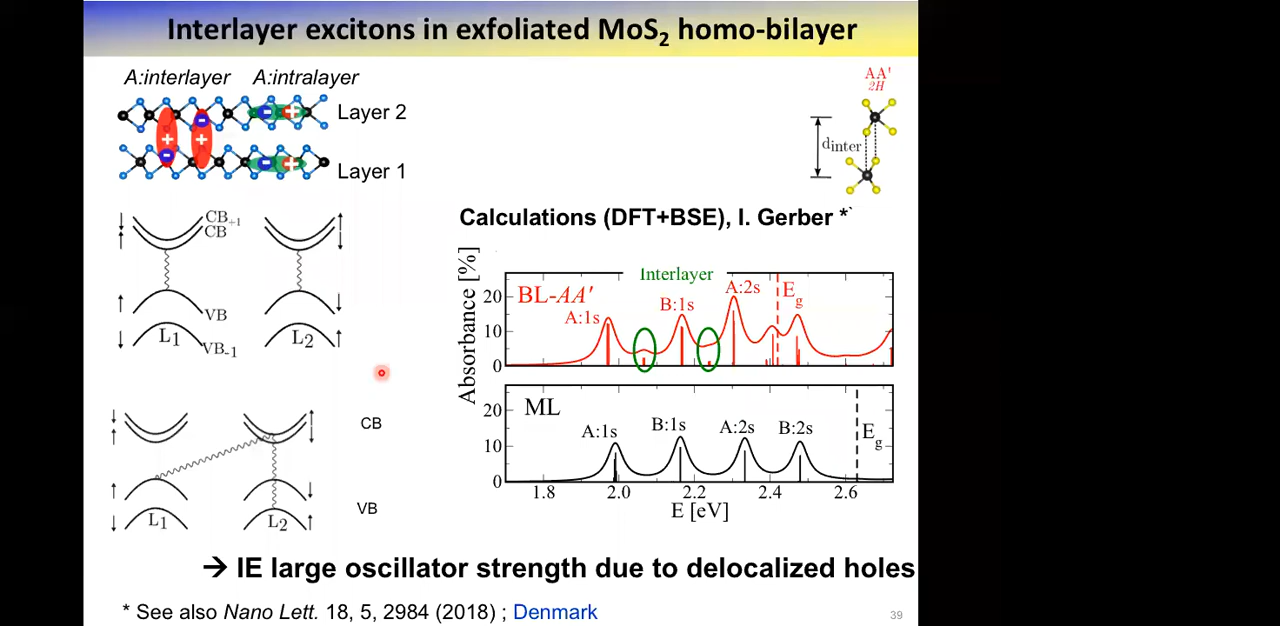 Interlayer excitons in exfoliated MoS₂ homo-bilayer
A:interlayer A:intralayer
Layer 2
Layer 1
AA'
2H
dinter
CB+1
CB
VB
VB-1
L1
L2
Calculations (DFT+BSE), I. Gerber *`
Absorbance [%]
Interlayer
BL-AA'
A:1s
B:1s
A:2s
Eg
20
10
0
ML
A:1s
B:1s
A:2s
B:2s
Eg
20
10
0
1.8 2.0 2.2 2.4 2.6
E [eV]
CB
VB
L1
L2
→ IE large oscillator strength due to delocalized holes
* See also Nano Lett. 18, 5, 2984 (2018) ; Denmark
39